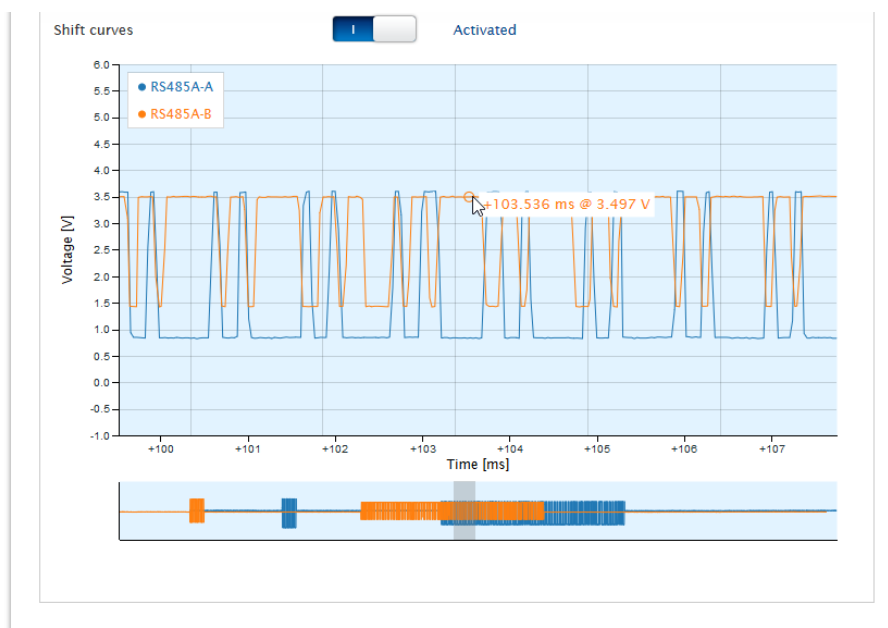 Shift curves
I
Activated
6.0
5.5
5.0
4.5
4.0
3.5
3.0
2.5
2.0
1.5
1.0
0.5
0.0
-0.5
-1.0
Voltage [V]
RS485A-A
RS485A-B
+103.536 ms @ 3.497 V
+100 +101 +102 +103 +104 +105 +106 +107
Time [ms]